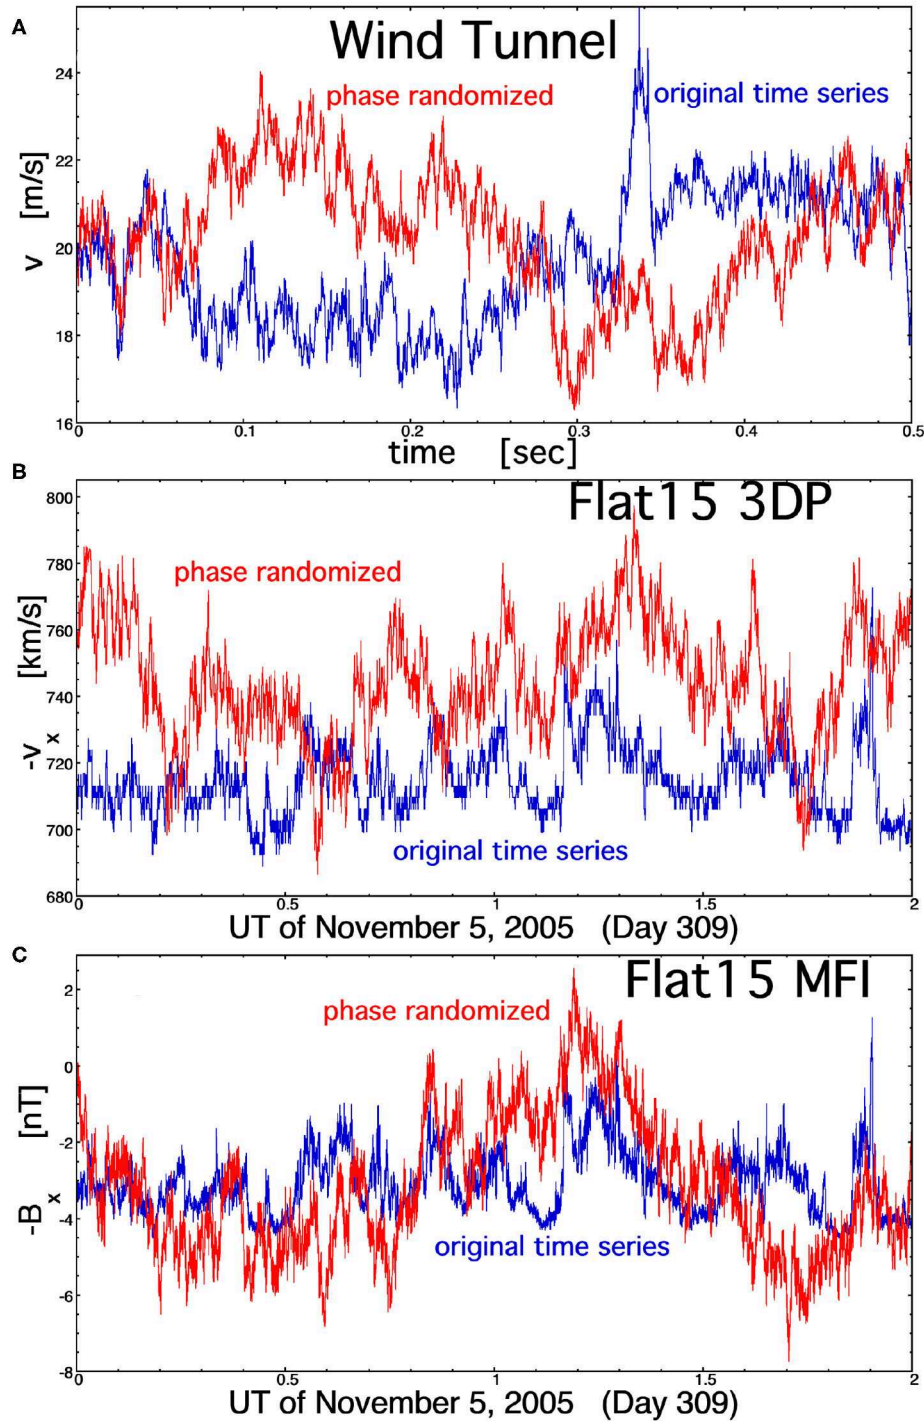 A
Wind Tunnel
phase randomized
original time series
v [m/s]
24
22
20
18
16
0 0.1 0.2 0.3 0.4 0.5
time [sec]
B
Flat15 3DP
phase randomized
original time series
-vx [km/s]
800
780
760
740
720
700
680
0 0.5 1 1.5 2
UT of November 5, 2005 (Day 309)
C
Flat15 MFI
phase randomized
original time series
-Bx [nT]
2
0
-2
-4
-6
-8
0 0.5 1 1.5 2
UT of November 5, 2005 (Day 309)